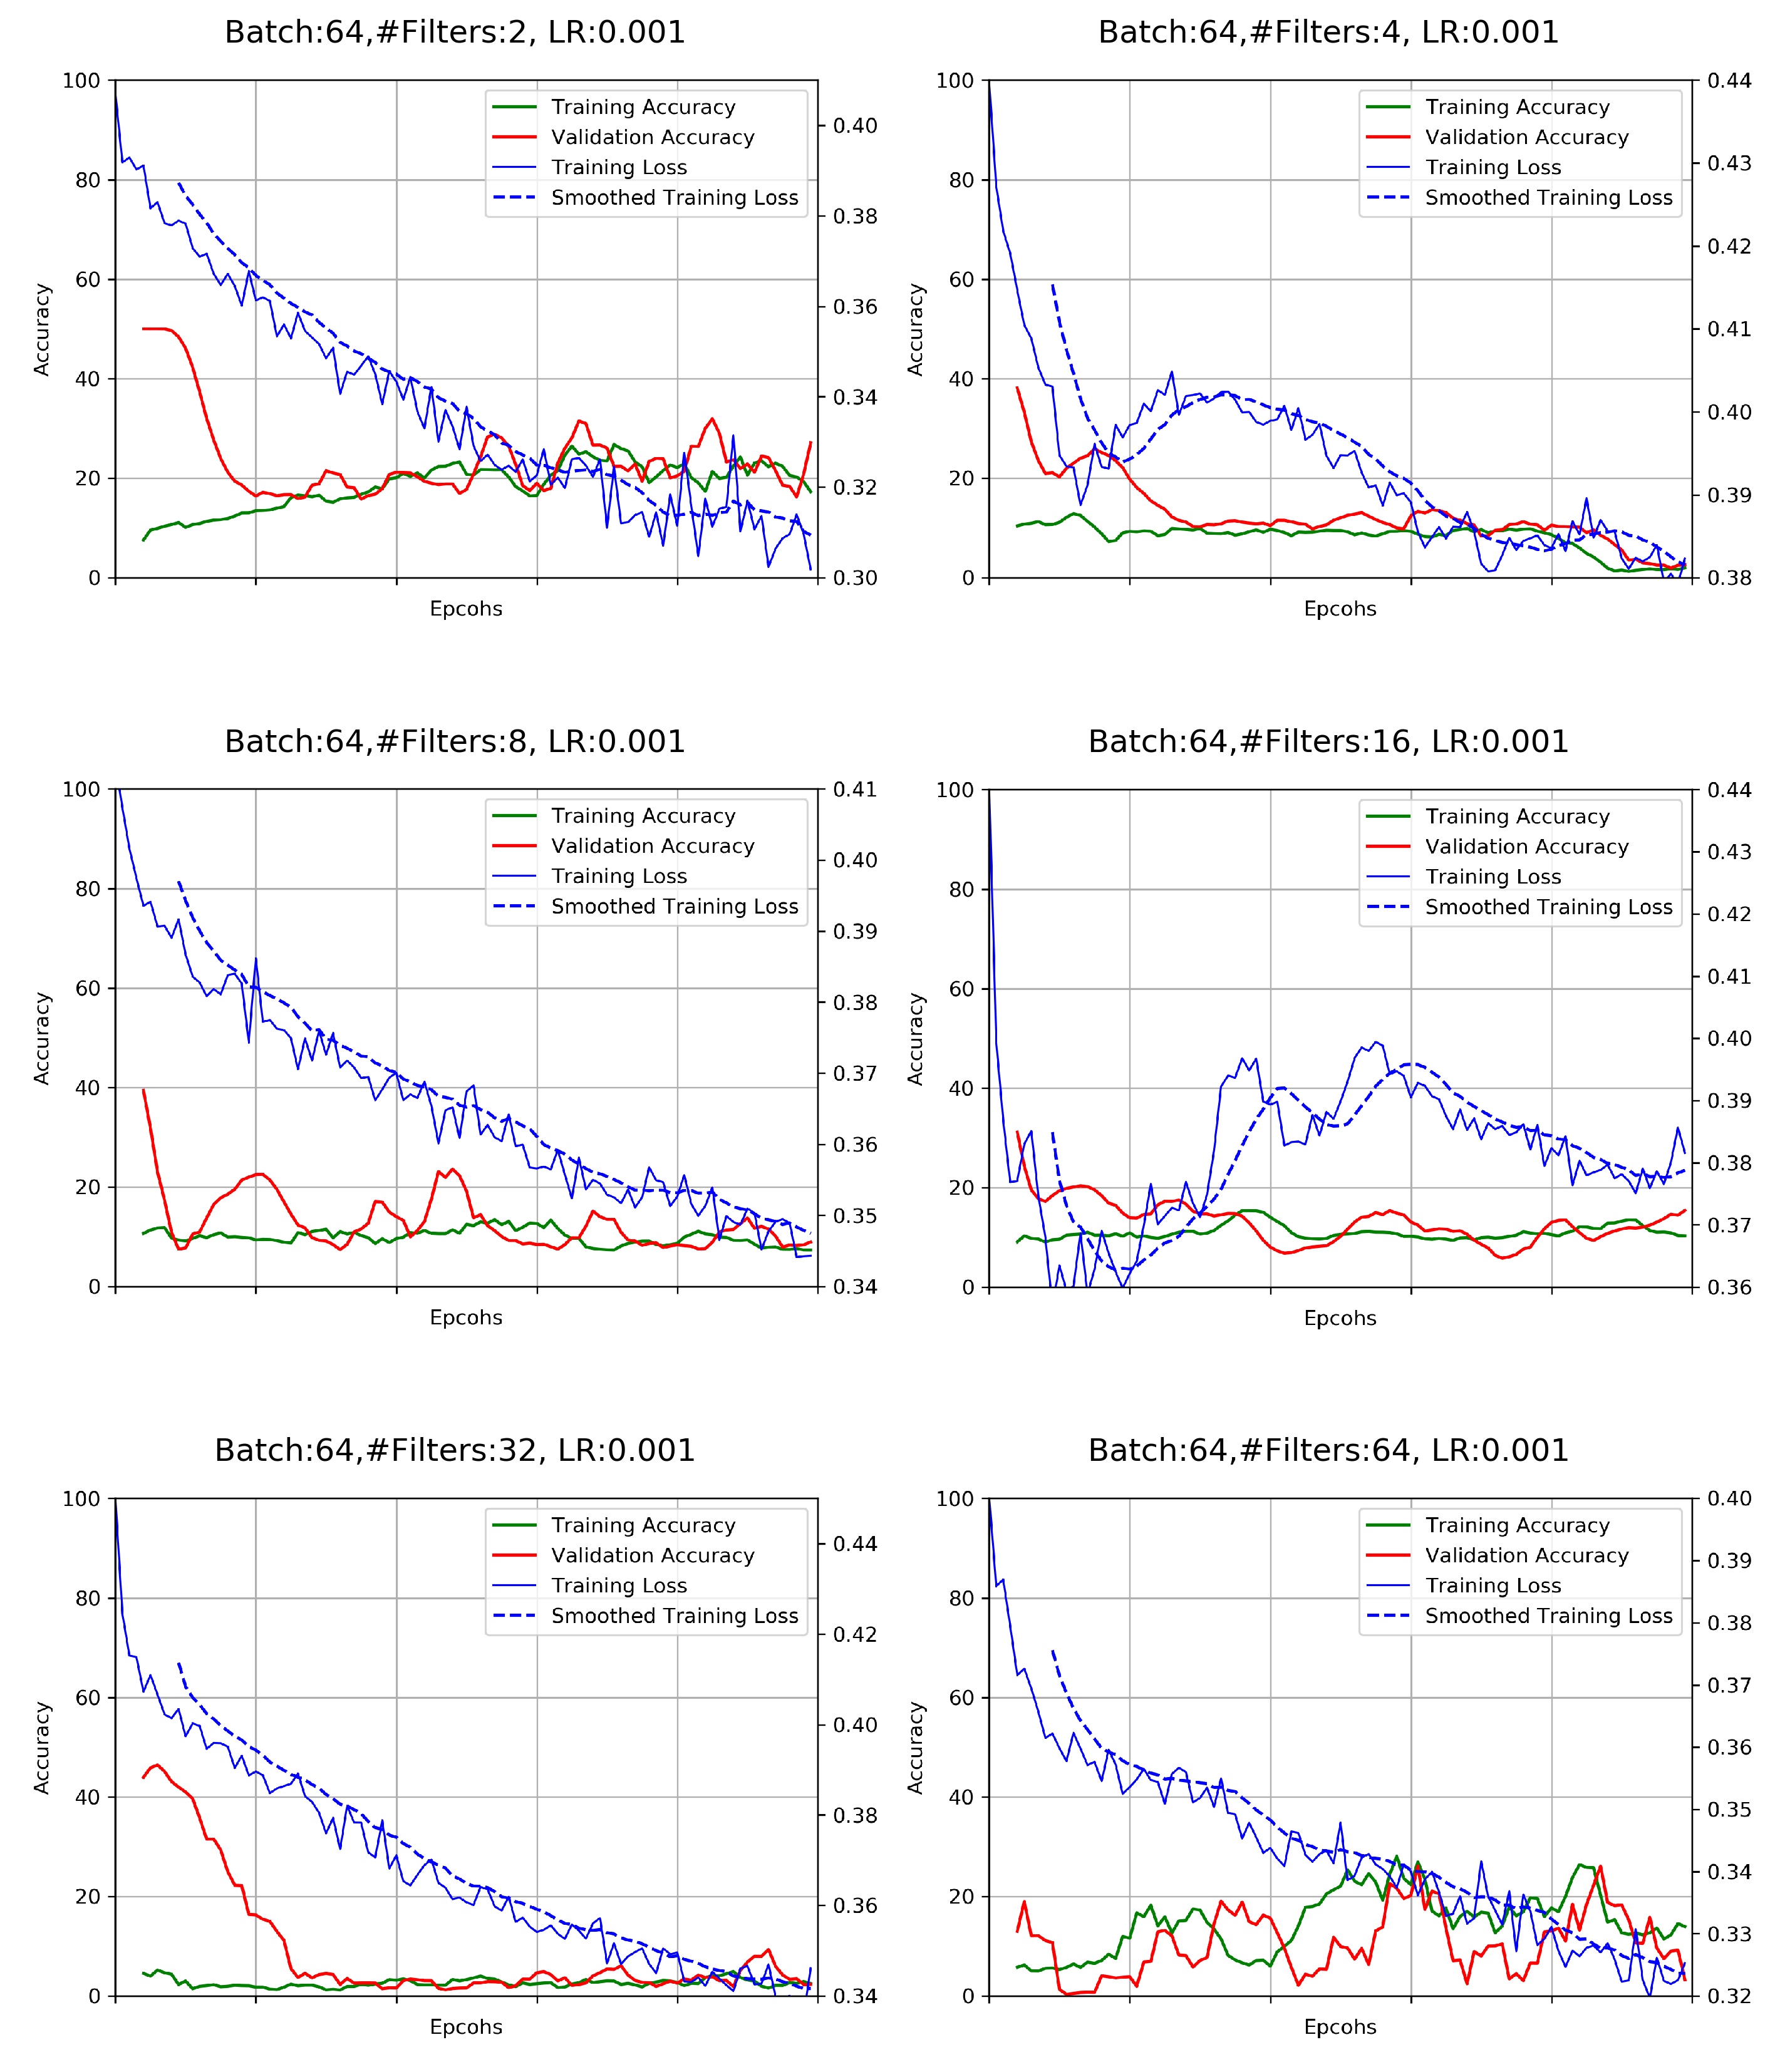 Batch:64,#Filters:2, LR:0.001
100
80
60
40
20
0
Accuracy
0.40
0.38
0.36
0.34
0.32
0.30
Training Accuracy
Validation Accuracy
Training Loss
Smoothed Training Loss
Epcohs
Batch:64,#Filters:4, LR:0.001
100
80
60
40
20
0
Accuracy
0.44
0.43
0.42
0.41
0.40
0.39
0.38
Training Accuracy
Validation Accuracy
Training Loss
Smoothed Training Loss
Epcohs
Batch:64,#Filters:8, LR:0.001
100
80
60
40
20
0
Accuracy
0.41
0.40
0.39
0.38
0.37
0.36
0.35
0.34
Training Accuracy
Validation Accuracy
Training Loss
Smoothed Training Loss
Epcohs
Batch:64,#Filters:16, LR:0.001
100
80
60
40
20
0
Accuracy
0.44
0.43
0.42
0.41
0.40
0.39
0.38
0.37
0.36
Training Accuracy
Validation Accuracy
Training Loss
Smoothed Training Loss
Epcohs
Batch:64,#Filters:32, LR:0.001
100
80
60
40
20
0
Accuracy
0.44
0.42
0.40
0.38
0.36
0.34
Training Accuracy
Validation Accuracy
Training Loss
Smoothed Training Loss
Epcohs
Batch:64,#Filters:64, LR:0.001
100
80
60
40
20
0
Accuracy
0.40
0.39
0.38
0.37
0.36
0.35
0.34
0.33
0.32
Training Accuracy
Validation Accuracy
Training Loss
Smoothed Training Loss
Epcohs